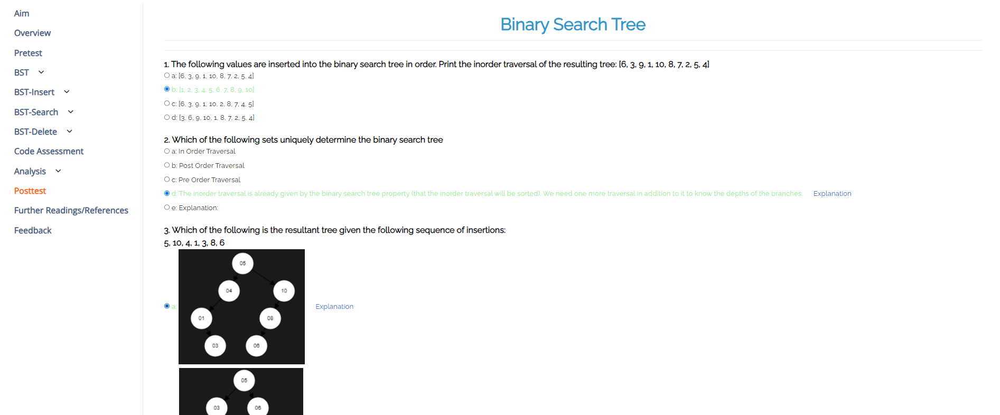 Aim
Overview
Pretest
BST
BST-Insert
BST-Search
BST-Delete
Code Assessment
Analysis
Posttest
Further Readings/References
Feedback
Binary Search Tree
1. The following values are inserted into the binary search tree in order. Print the inorder traversal of the resulting tree: [6, 3, 9, 1, 10, 8, 7, 2, 5, 4]
a: [6, 3, 9, 1, 10, 8, 7, 2, 5, 4]
b: [1, 2, 3, 4, 5, 6, 7, 8, 9, 10]
c: [6, 3, 9, 1, 10, 2, 8, 7, 4, 5]
d: [3, 6, 9, 10, 1, 8, 7, 2, 5, 4]
2. Which of the following sets uniquely determine the binary search tree
a: In Order Traversal
b: Post Order Traversal
c: Pre Order Traversal
d: The inorder traversal is already given by the binary search tree property (that the inorder traversal will be sorted). We need one more traversal in addition to it to know the depths of the branches. Explanation
e: Explanation:
3. Which of the following is the resultant tree given the following sequence of insertions:
5, 10, 4, 1, 3, 8, 6
05
04 10
a: Explanation
01 08
03 06
05
03 06